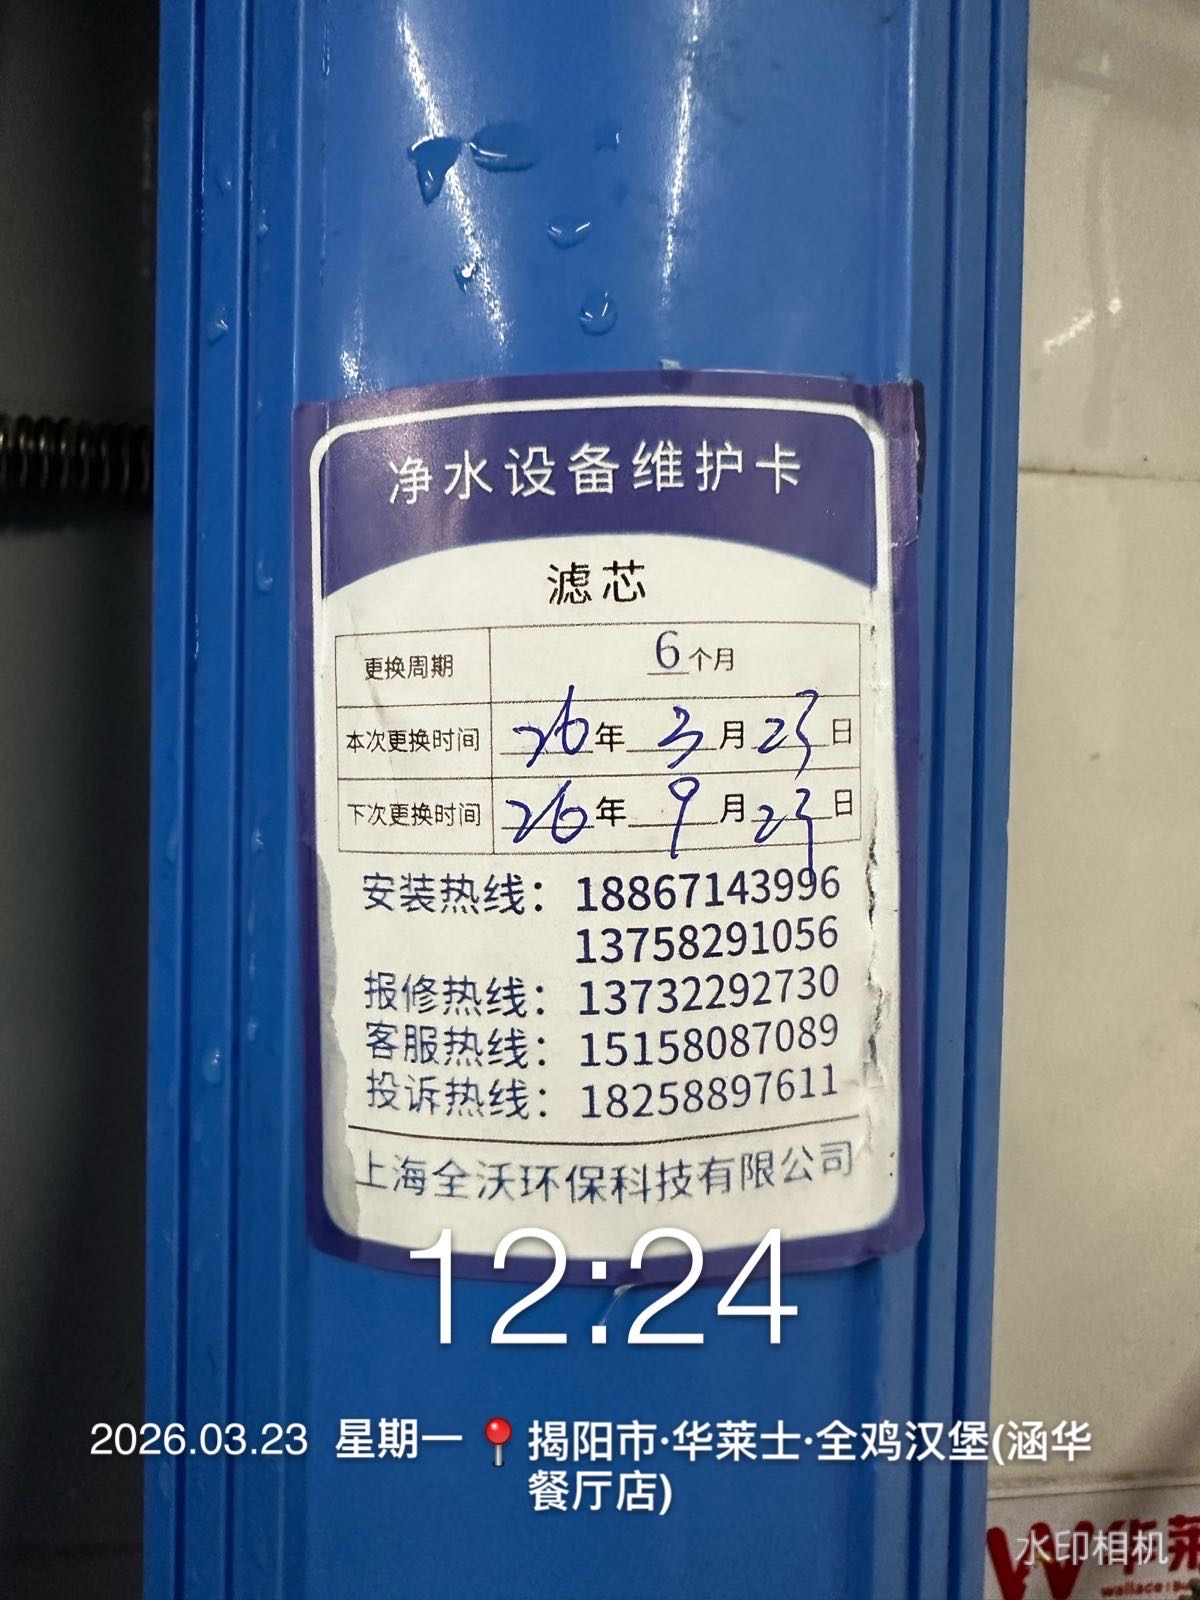 净水设备维护卡
滤芯
更换周期 6个月
本次更换时间 26年3月23日
下次更换时间 26年9月23日
安装热线：18867143996
13758291056
报修热线：13732292730
客服热线：15158087089
投诉热线：18258897611
上海全沃环保科技有限公司
12:24
2026.03.23 星期一 揭阳市·华莱士·全鸡汉堡(涵华
餐厅店)
华莱
水印相机
wallace